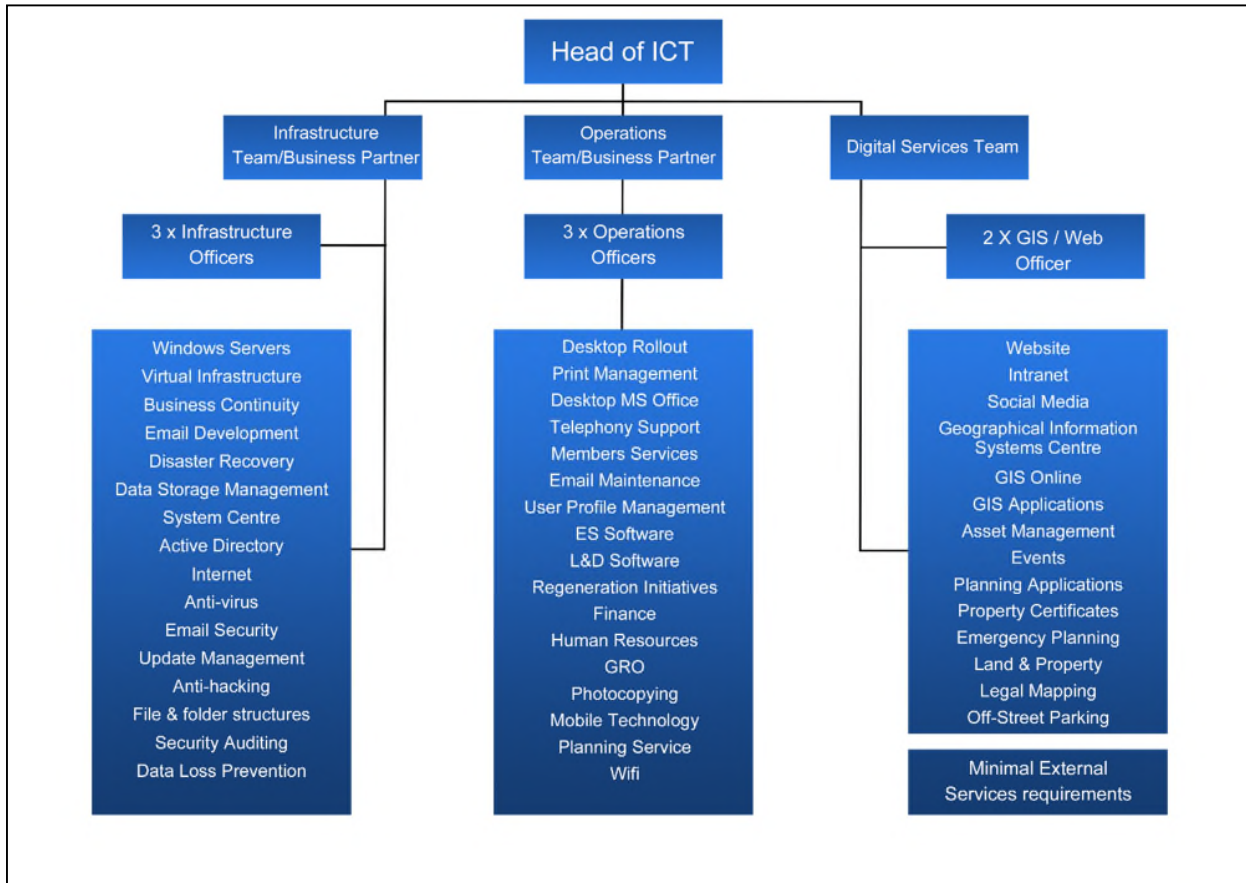 Head of ICT
Infrastructure
Team/Business Partner
Operations
Team/Business Partner
Digital Services Team
3 x Infrastructure
Officers
3 x Operations
Officers
2 X GIS / Web
Officer
Windows Servers
Virtual Infrastructure
Business Continuity
Email Development
Disaster Recovery
Data Storage Management
System Centre
Active Directory
Internet
Anti-virus
Email Security
Update Management
Anti-hacking
File & folder structures
Security Auditing
Data Loss Prevention
Desktop Rollout
Print Management
Desktop MS Office
Telephony Support
Members Services
Email Maintenance
User Profile Management
ES Software
L&D Software
Regeneration Initiatives
Finance
Human Resources
GRO
Photocopying
Mobile Technology
Planning Service
Wifi
Website
Intranet
Social Media
Geographical Information
Systems Centre
GIS Online
GIS Applications
Asset Management
Events
Planning Applications
Property Certificates
Emergency Planning
Land & Property
Legal Mapping
Off-Street Parking
Minimal External
Services requirements